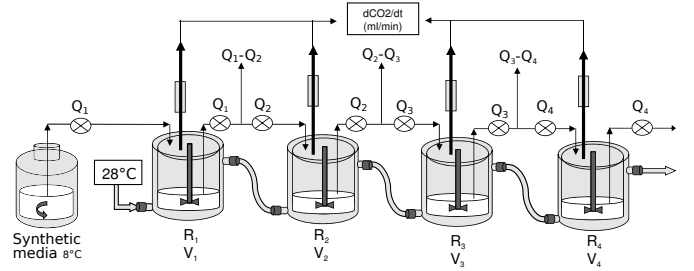 dCO2/dt
(ml/min)
Q₁-Q₂
Q₂-Q₃
Q₃-Q₄
Q₁
Q₁
Q₂
Q₂
Q₃
Q₃
Q₄
Q₄
28°C
Synthetic
media 8°C
R₁
V₁
R₂
V₂
R₃
V₃
R₄
V₄